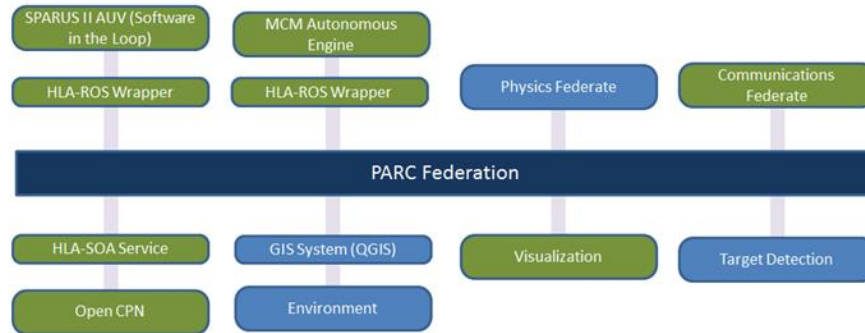 SPARUS II AUV (Software
in the Loop)
MCM Autonomous
Engine
HLA-ROS Wrapper
HLA-ROS Wrapper
Physics Federate
Communications
Federate
PARC Federation
HLA-SOA Service
GIS System (QGIS)
Visualization
Target Detection
Open CPN
Environment